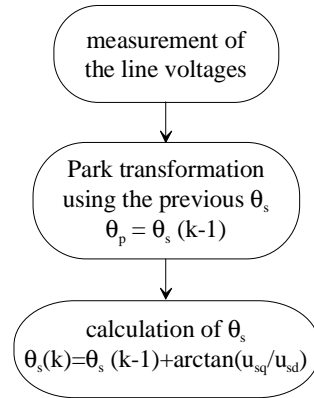 measurement of
the line voltages
Park transformation
using the previous θs
θp = θs (k-1)
calculation of θs
θs(k)=θs (k-1)+arctan(usq/usd)